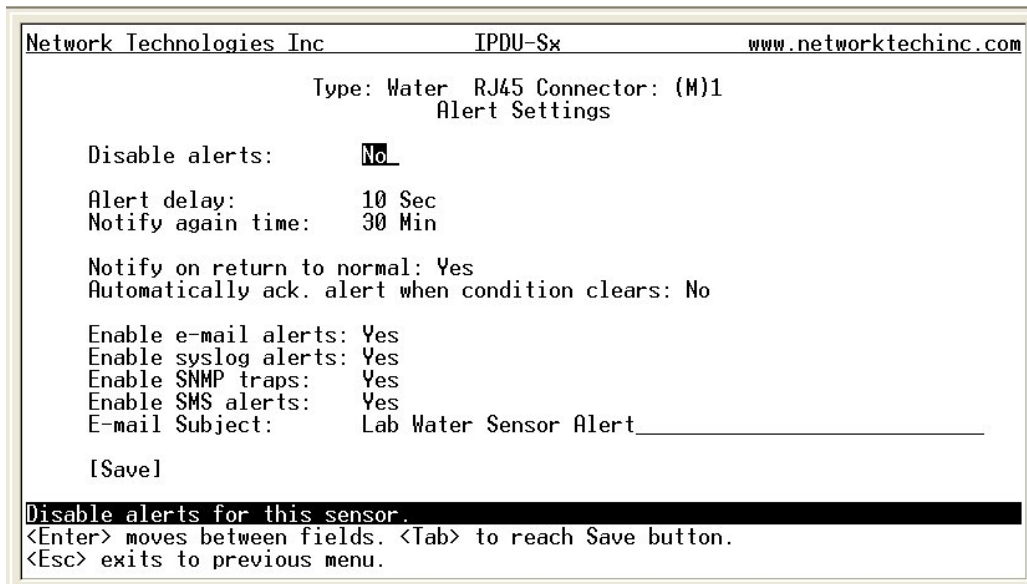 Network Technologies Inc IPDU-Sx www.networktechinc.com
Type: Water RJ45 Connector: (M)1
Alert Settings
Disable alerts: No_
Alert delay: 10 Sec
Notify again time: 30 Min
Notify on return to normal: Yes
Automatically ack. alert when condition clears: No
Enable e-mail alerts: Yes
Enable syslog alerts: Yes
Enable SNMP traps: Yes
Enable SMS alerts: Yes
E-mail Subject: Lab Water Sensor Alert____________________________
[Save]
Disable alerts for this sensor.
<Enter> moves between fields. <Tab> to reach Save button.
<Esc> exits to previous menu.